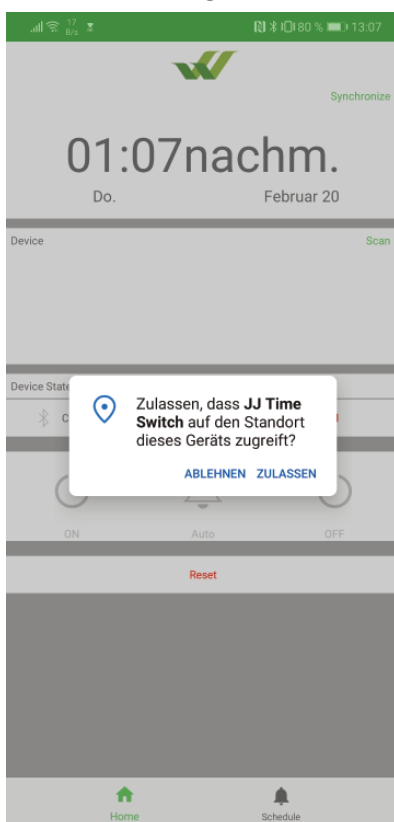 17
B/s
80 %
13:07
Synchronize
01:07nachm.
Do. Februar 20
Device Scan
Device State
Zulassen, dass JJ Time
Switch auf den Standort
dieses Geräts zugreift?
C
ABLEHNEN ZULASSEN
ON Auto OFF
Reset
Home Schedule